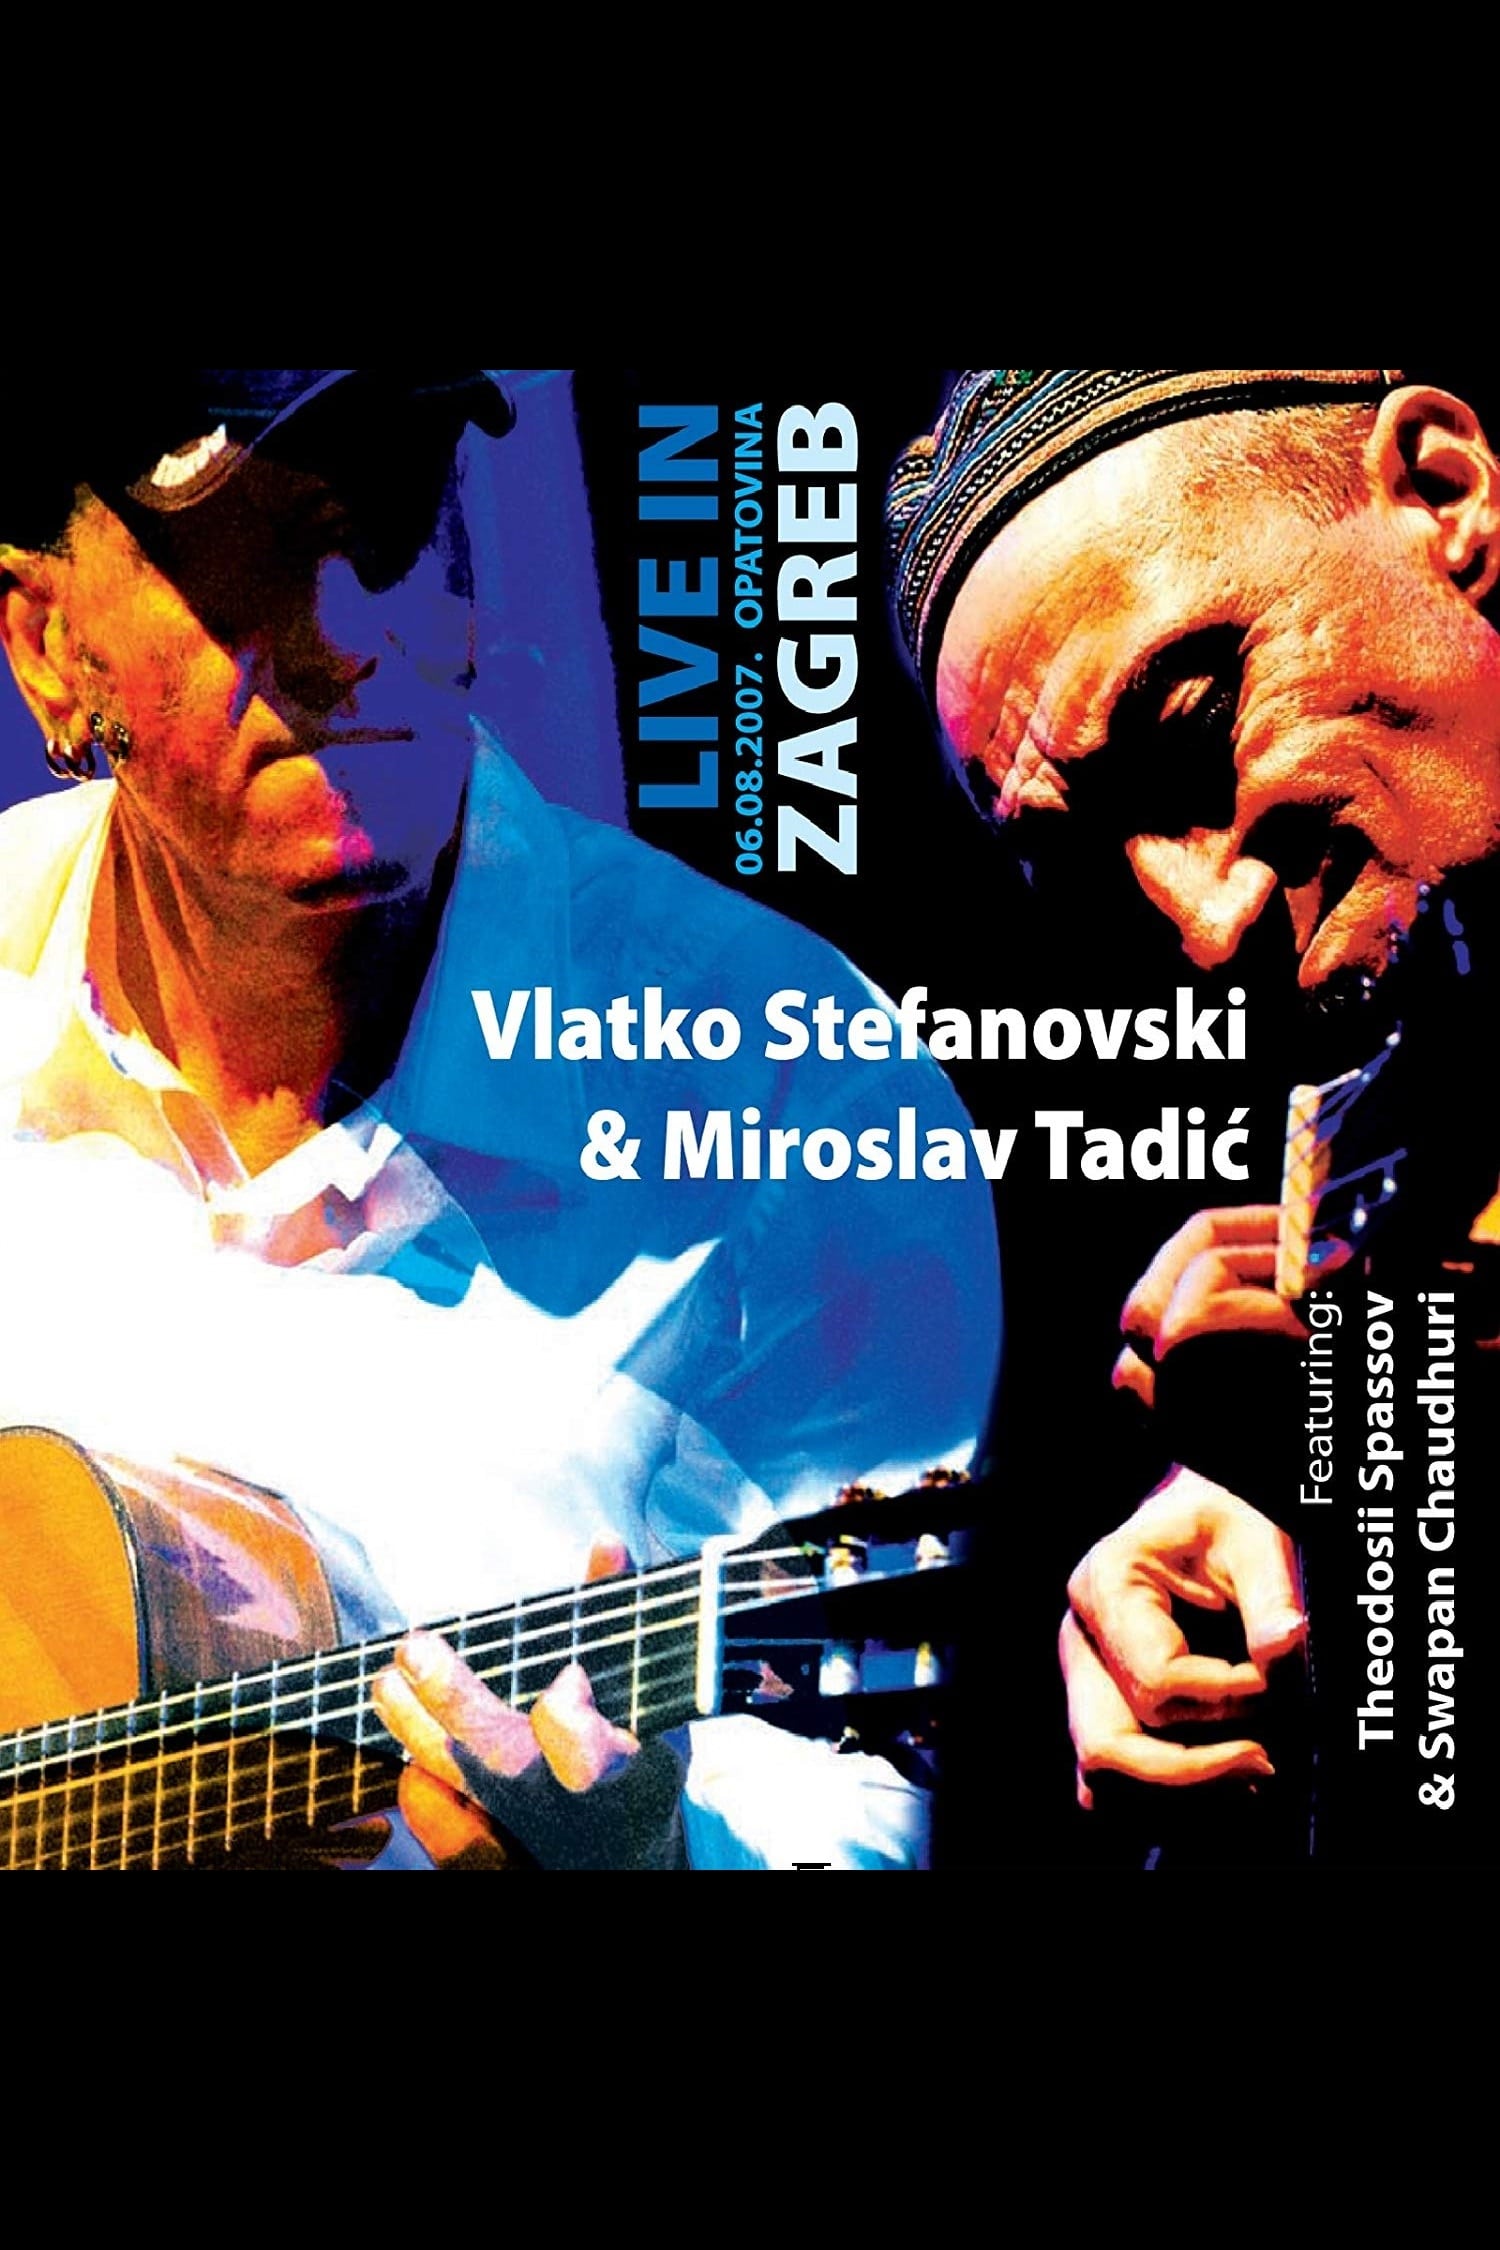 LIVE IN
06.08.2007. OPATOVINA
ZAGREB
Vlatko Stefanovski
& Miroslav Tadić
Featuring:
Theodosii Spassov
& Swapan Chaudhuri